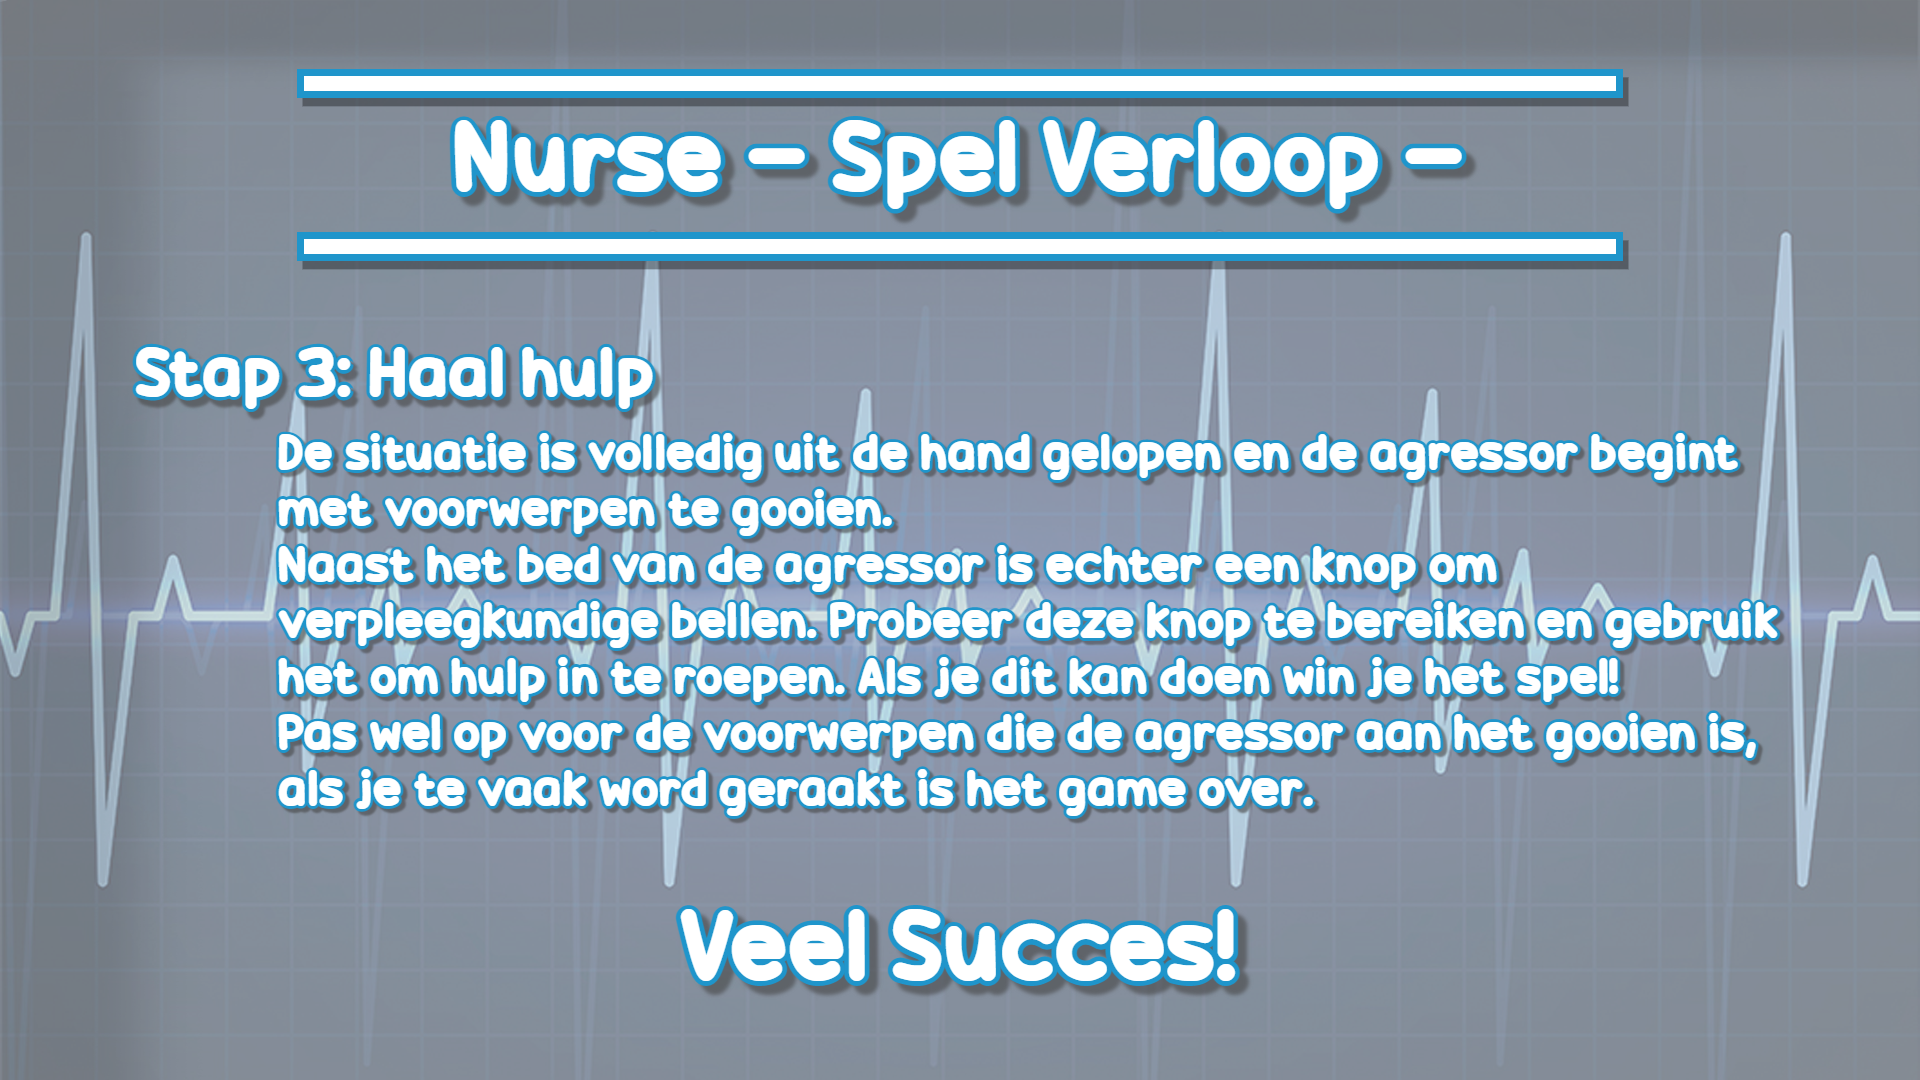 Nurse – Spel Verloop –
Stap 3: Haal hulp
De situatie is volledig uit de hand gelopen en de agressor begint
met voorwerpen te gooien.
Naast het bed van de agressor is echter een knop om
verpleegkundige bellen. Probeer deze knop te bereiken en gebruik
het om hulp in te roepen. Als je dit kan doen win je het spel!
Pas wel op voor de voorwerpen die de agressor aan het gooien is,
als je te vaak word geraakt is het game over.
Veel Succes!